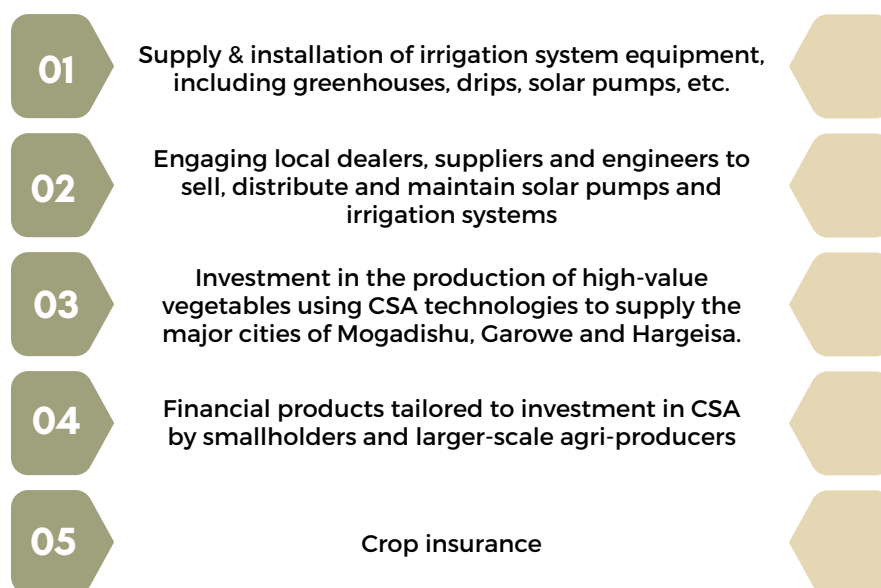 01
Supply & installation of irrigation system equipment,
including greenhouses, drips, solar pumps, etc.
02
Engaging local dealers, suppliers and engineers to
sell, distribute and maintain solar pumps and
irrigation systems
03
Investment in the production of high-value
vegetables using CSA technologies to supply the
major cities of Mogadishu, Garowe and Hargeisa.
04
Financial products tailored to investment in CSA
by smallholders and larger-scale agri-producers
05
Crop insurance